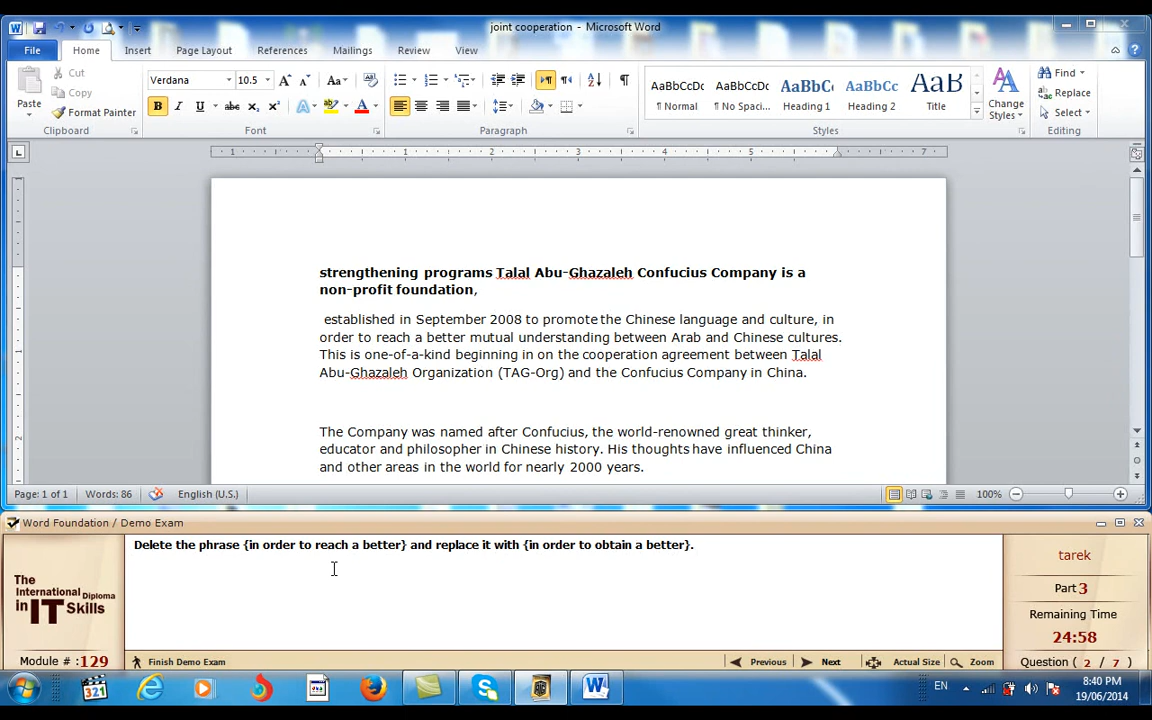 joint cooperation - Microsoft Word
File Home Insert Page Layout References Mailings Review View
Paste
Cut
Copy
Format Painter
Clipboard
Verdana 10.5
Font
Paragraph
AaBbCcDc AaBbCcDc AaBbC AaBbCc AaB
¶ Normal ¶ No Spaci... Heading 1 Heading 2 Title
Change Styles
Styles
Find
Replace
Select
Editing
1 1 2 3 4 5 7
strengthening programs Talal Abu-Ghazaleh Confucius Company is a
non-profit foundation,
established in September 2008 to promote the Chinese language and culture, in
order to reach a better mutual understanding between Arab and Chinese cultures.
This is one-of-a-kind beginning in on the cooperation agreement between Talal
Abu-Ghazaleh Organization (TAG-Org) and the Confucius Company in China.
The Company was named after Confucius, the world-renowned great thinker,
educator and philosopher in Chinese history. His thoughts have influenced China
and other areas in the world for nearly 2000 years.
Page: 1 of 1 Words: 86 English (U.S.) 100%
Word Foundation / Demo Exam
Delete the phrase {in order to reach a better} and replace it with {in order to obtain a better}.
The
International Diploma
in IT Skills
Module # :129
tarek
Part 3
Remaining Time
24:58
Question ( 2 / 7 )
Finish Demo Exam Previous Next Actual Size Zoom
321
EN
8:40 PM
19/06/2014